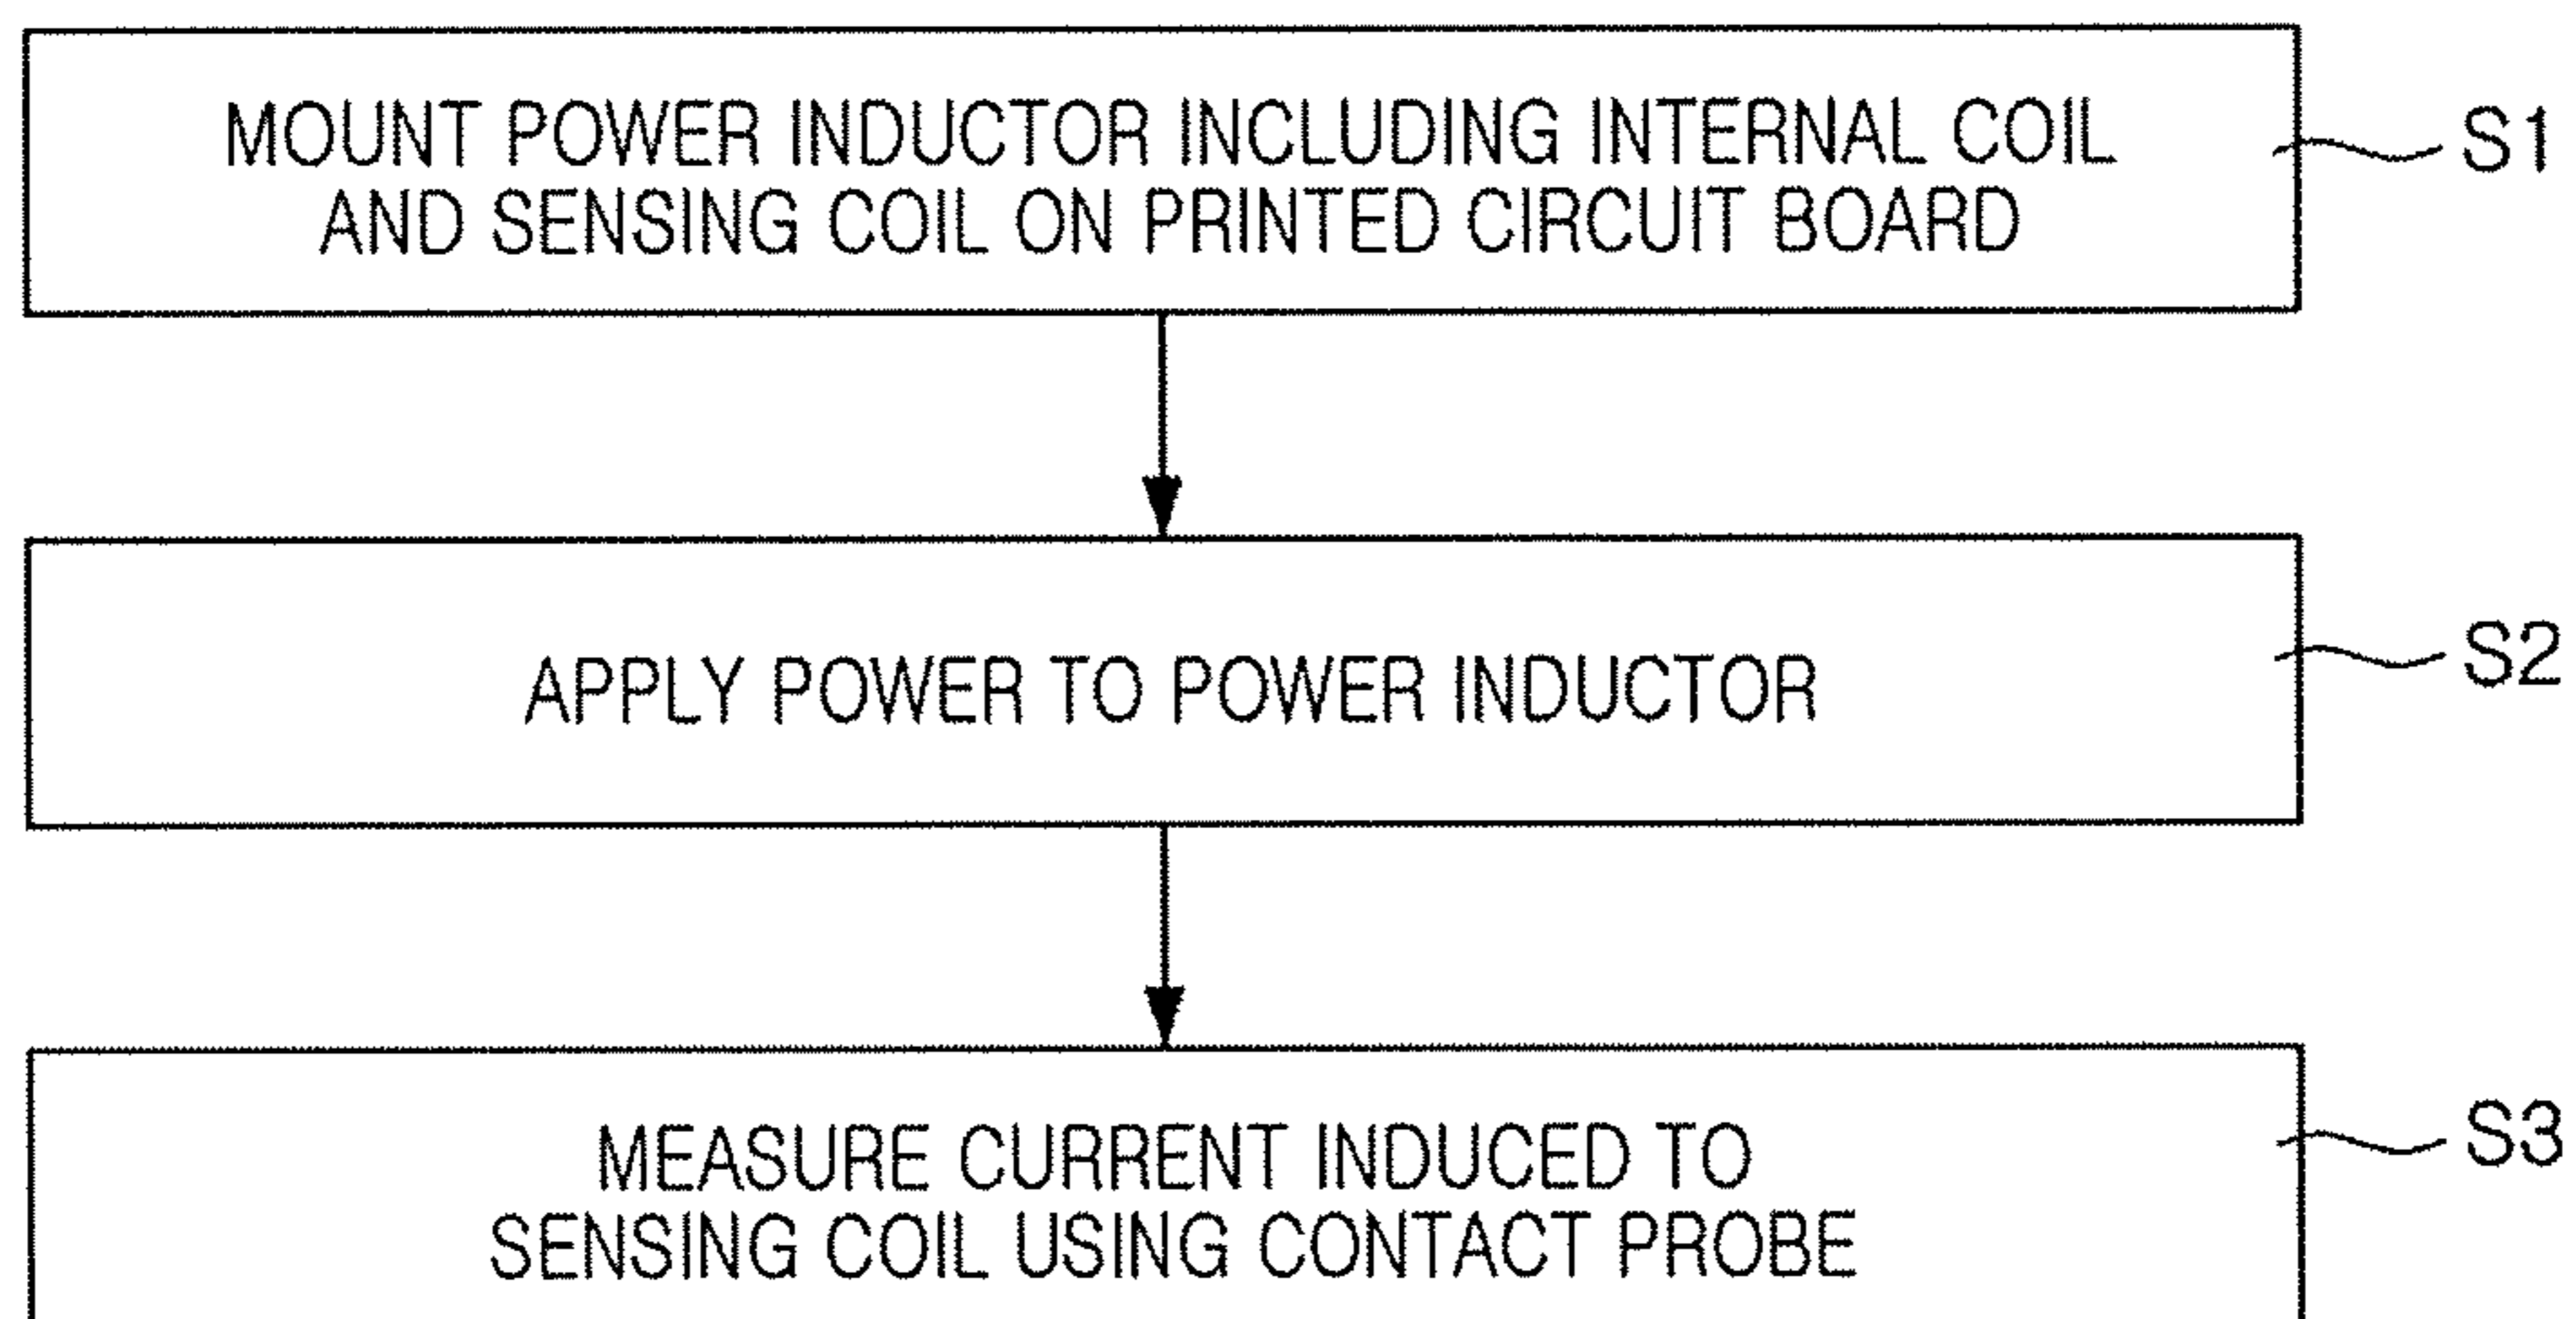 MOUNT POWER INDUCTOR INCLUDING INTERNAL COIL
AND SENSING COIL ON PRINTED CIRCUIT BOARD
S1
APPLY POWER TO POWER INDUCTOR
S2
MEASURE CURRENT INDUCED TO
SENSING COIL USING CONTACT PROBE
S3